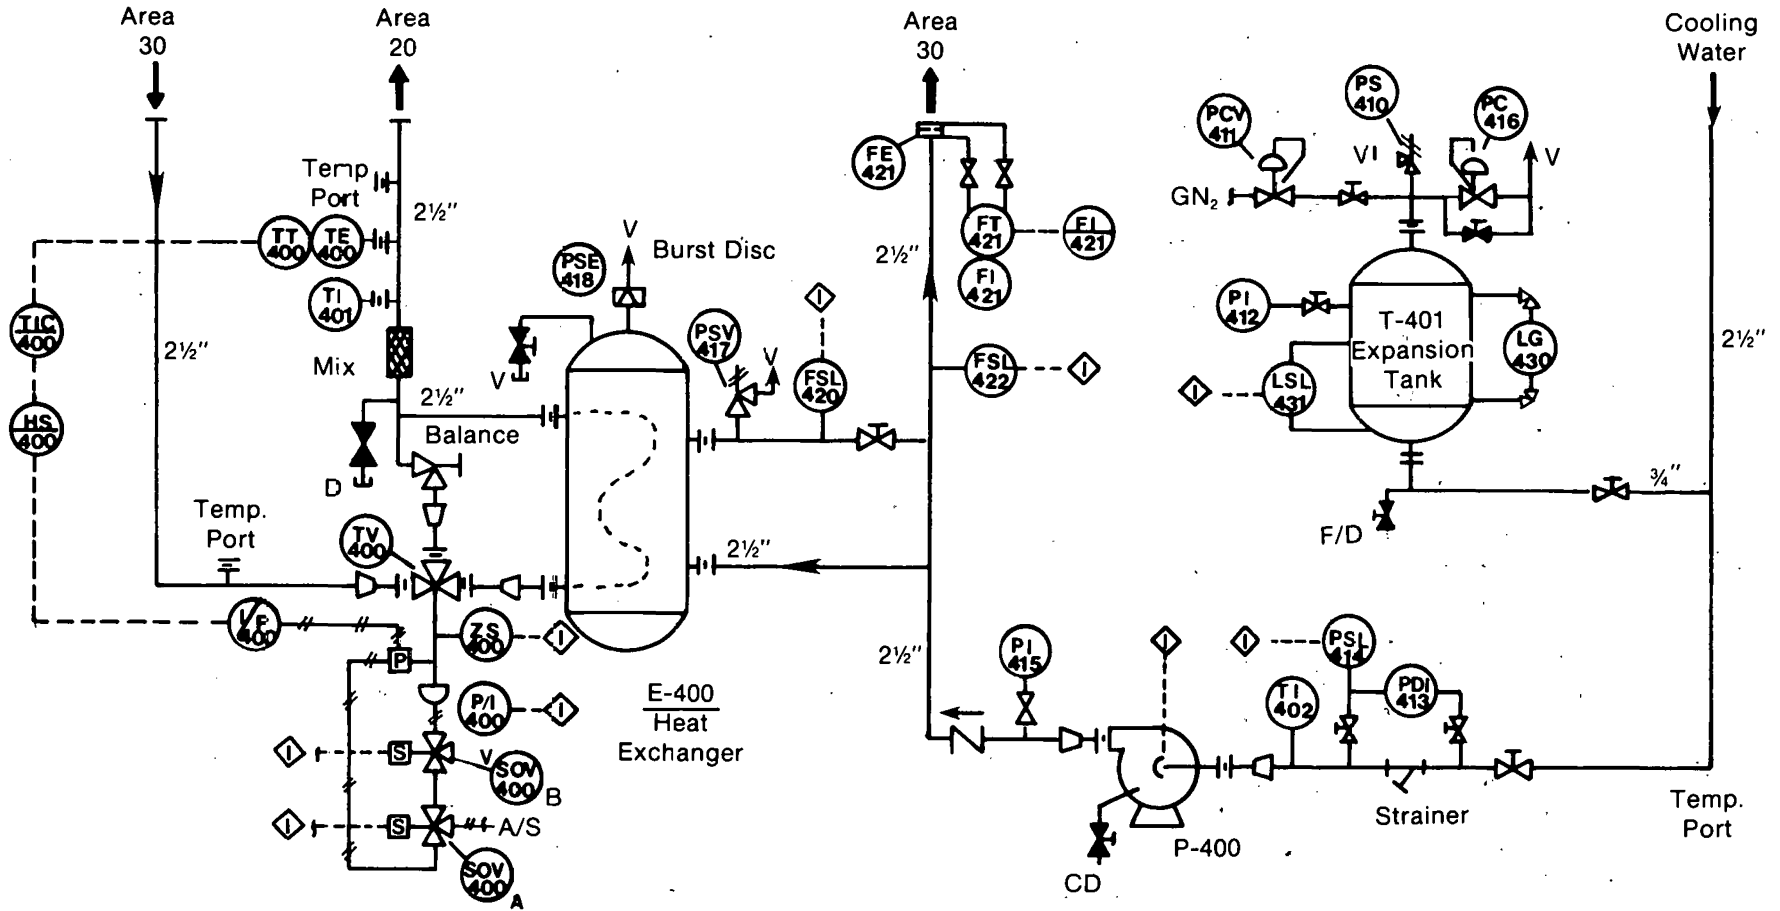 Area
30
Area
20
Area
30
Cooling
Water
PCV
411
PS
410
PC
416
VI
V
GN₂
FE
421
FT
421
FI
421
FI
421
Temp
Port
2½"
TT
400
TE
400
TI
401
TIC
400
2½"
Mix
HS
400
2½"
Balance
D
V
Burst Disc
PSE
418
V
PSV
417
V
I
FSL
420
2½"
FSL
422
I
PI
412
T-401
Expansion
Tank
LG
430
LSL
431
I
2½"
¾"
F/D
Temp.
Port
TV
400
2½"
I/P
400
P
ZS
400
I
P/I
400
I
E-400
Heat
Exchanger
I
S
V
SOV
400
B
I
S
A/S
SOV
400
A
2½"
PI
415
I
I
PSL
414
PDI
413
TI
402
Strainer
Temp.
Port
P-400
CD